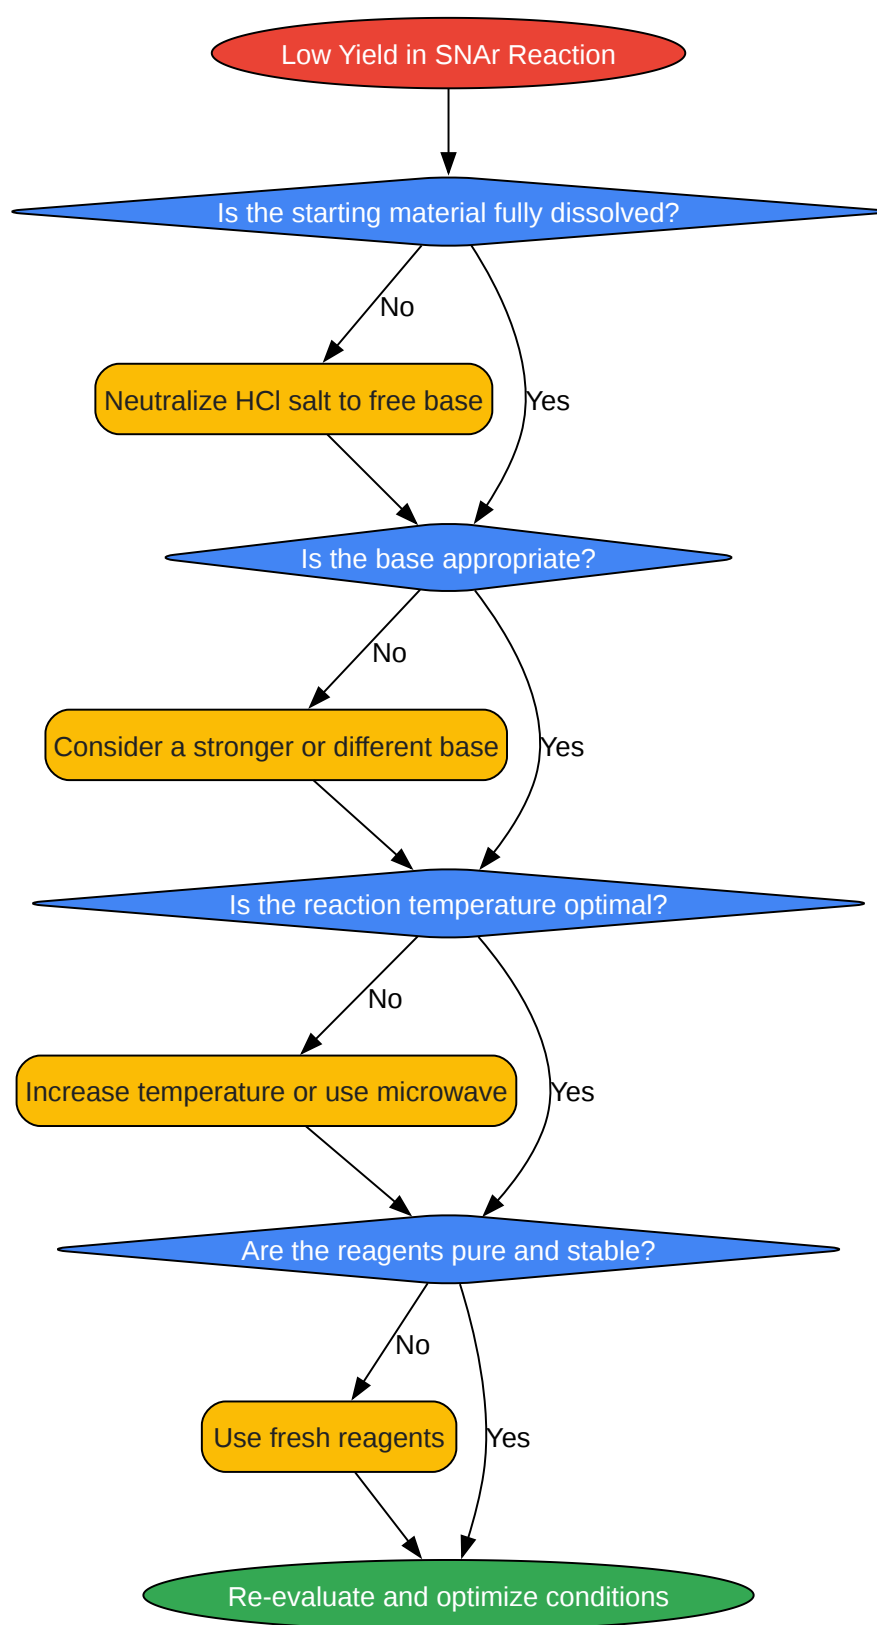 Low Yield in SNAr Reaction
Is the starting material fully dissolved?
No
Neutralize HCl salt to free base
Yes
Is the base appropriate?
No
Consider a stronger or different base
Yes
Is the reaction temperature optimal?
No
Increase temperature or use microwave
Yes
Are the reagents pure and stable?
No
Use fresh reagents
Yes
Re-evaluate and optimize conditions